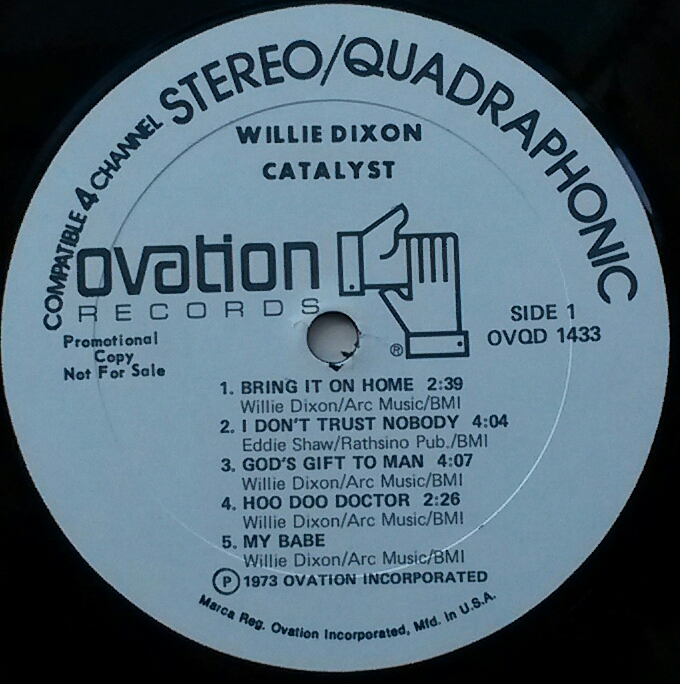 COMPATIBLE 4 CHANNEL STEREO/QUADRAPHONIC
WILLIE DIXON
CATALYST
ovation
RECORDS
®
SIDE 1
OVQD 1433
Promotional
Copy
Not For Sale
1. BRING IT ON HOME 2:39
Willie Dixon/Arc Music/BMI
2. I DON'T TRUST NOBODY 4:04
Eddie Shaw/Rathsino Pub./BMI
3. GOD'S GIFT TO MAN 4:07
Willie Dixon/Arc Music/BMI
4. HOO DOO DOCTOR 2:26
Willie Dixon/Arc Music/BMI
5. MY BABE
Willie Dixon/Arc Music/BMI
Ⓟ 1973 OVATION INCORPORATED
Marca Reg. Ovation Incorporated, Mfd. In U.S.A.